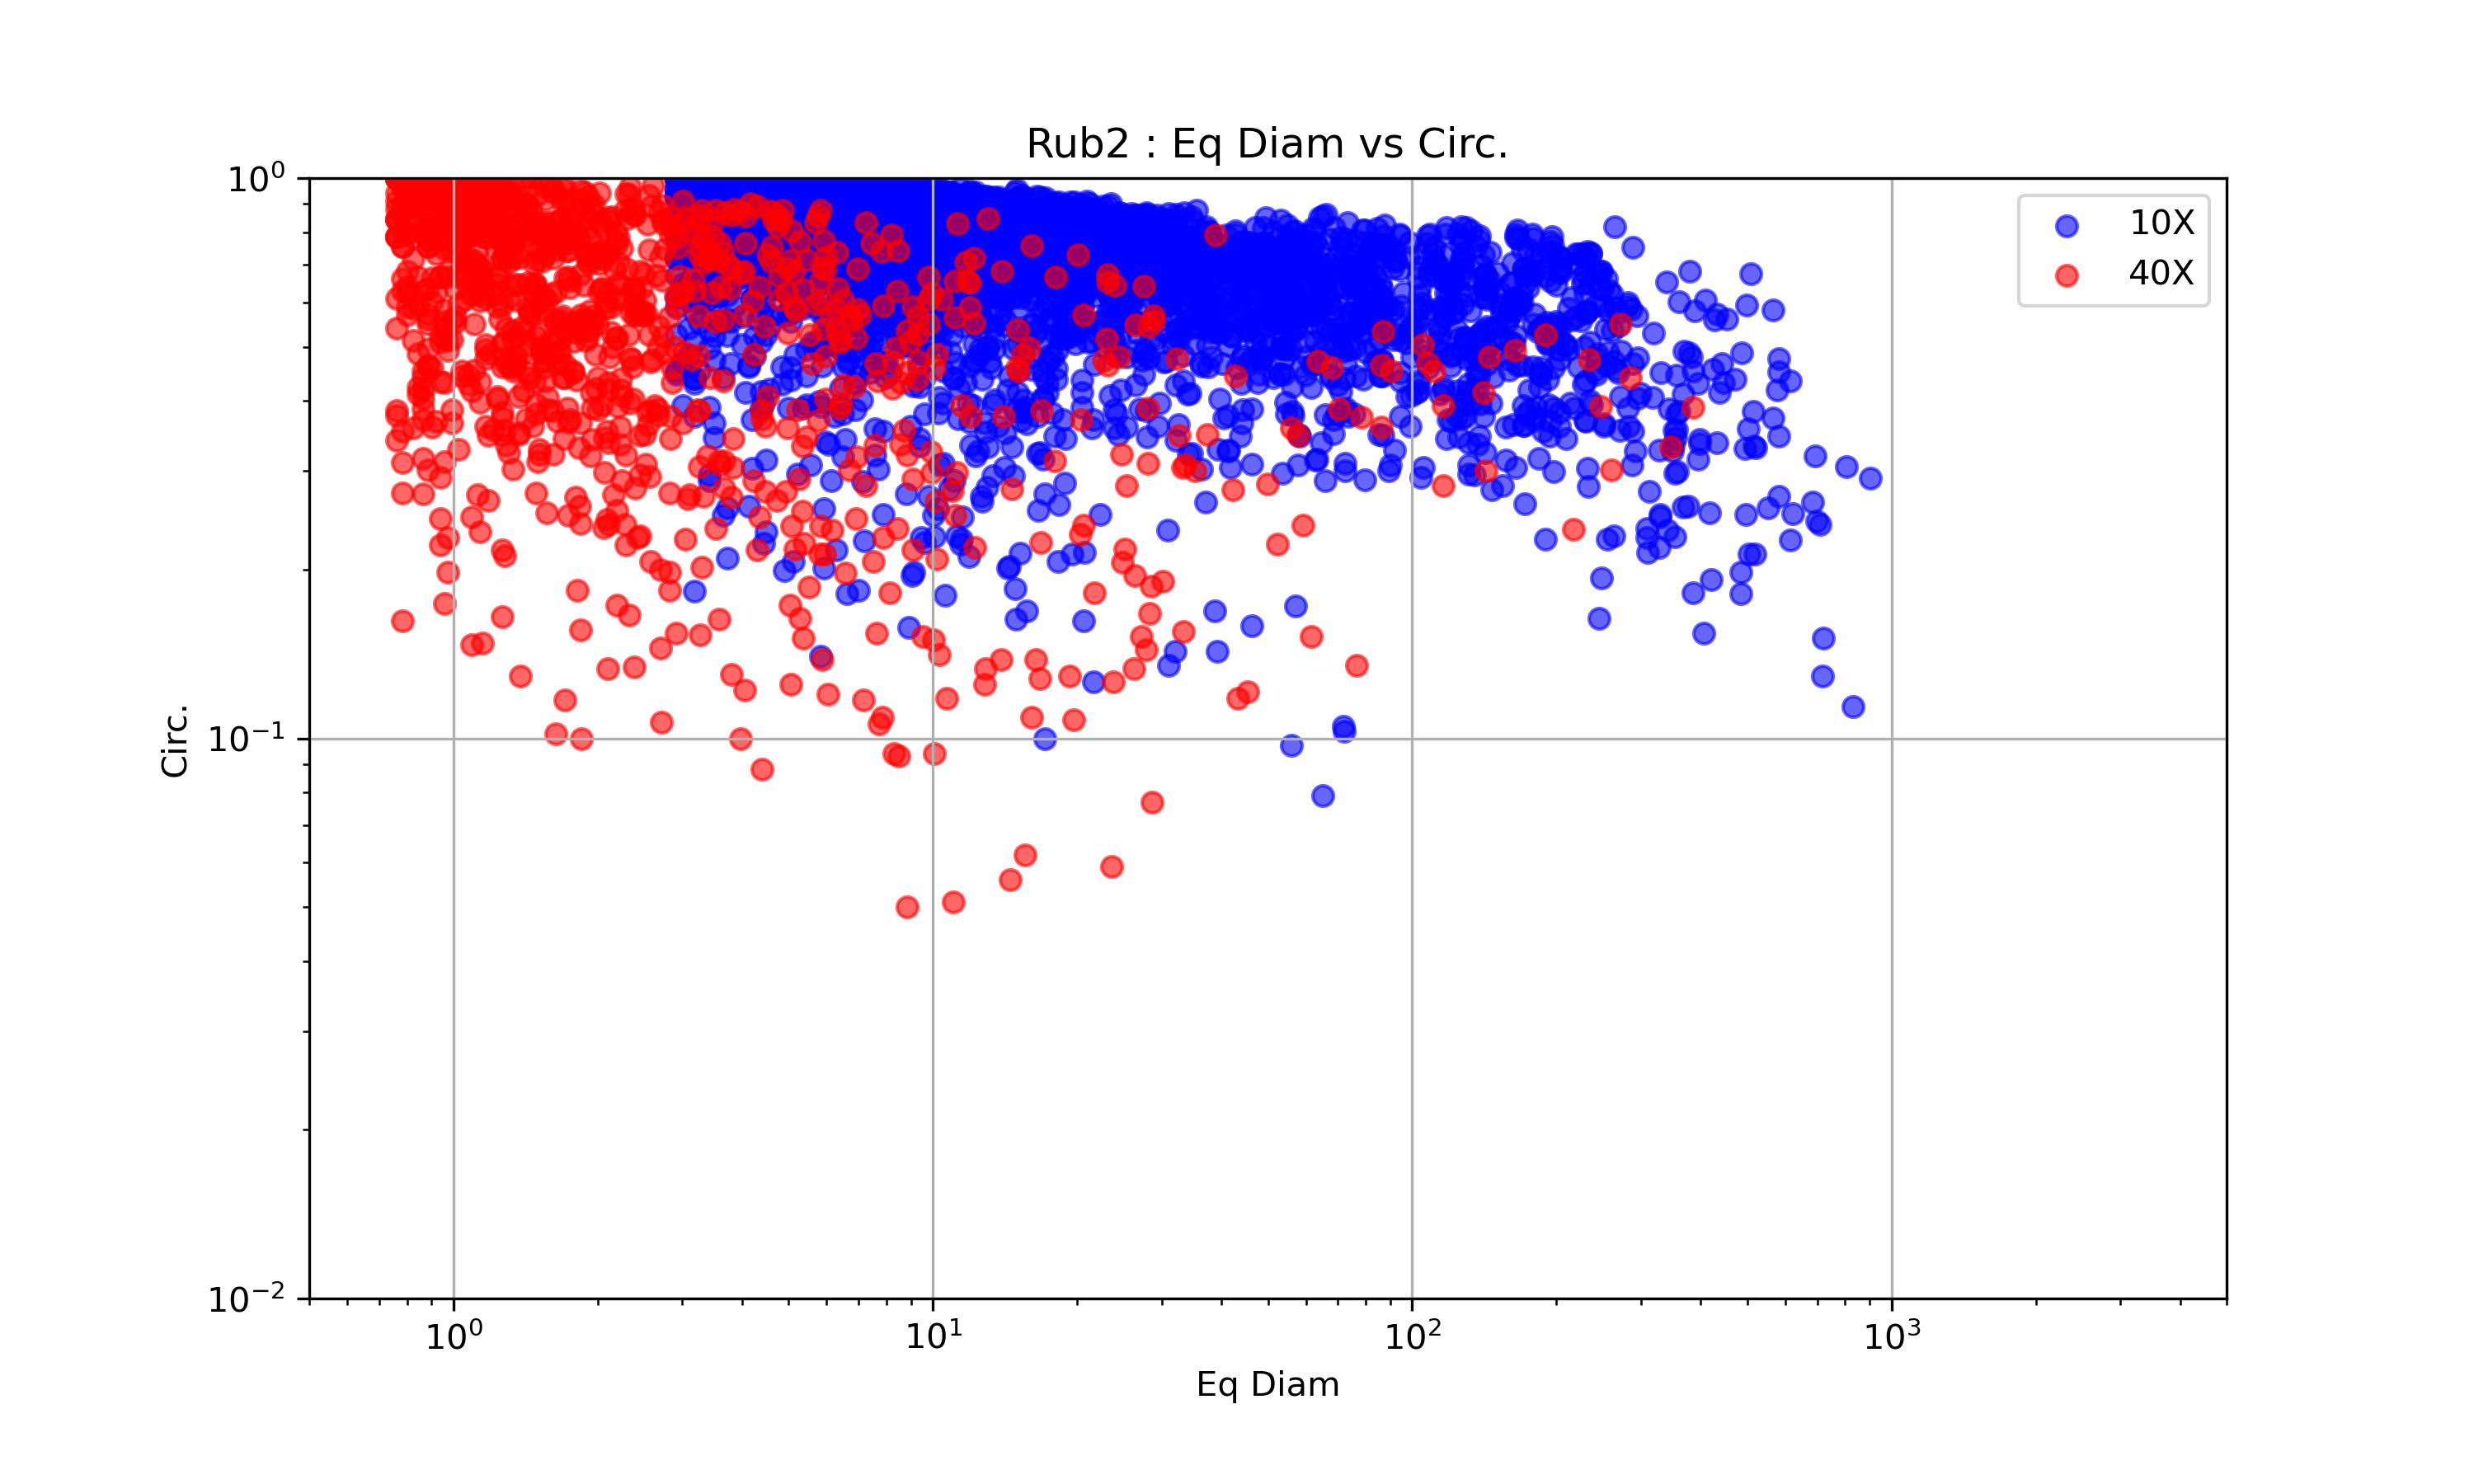 Rub2 : Eq Diam vs Circ.
10X
40X
Circ.
10⁰
10⁻¹
10⁻²
10⁰ 10¹ 10² 10³
Eq Diam